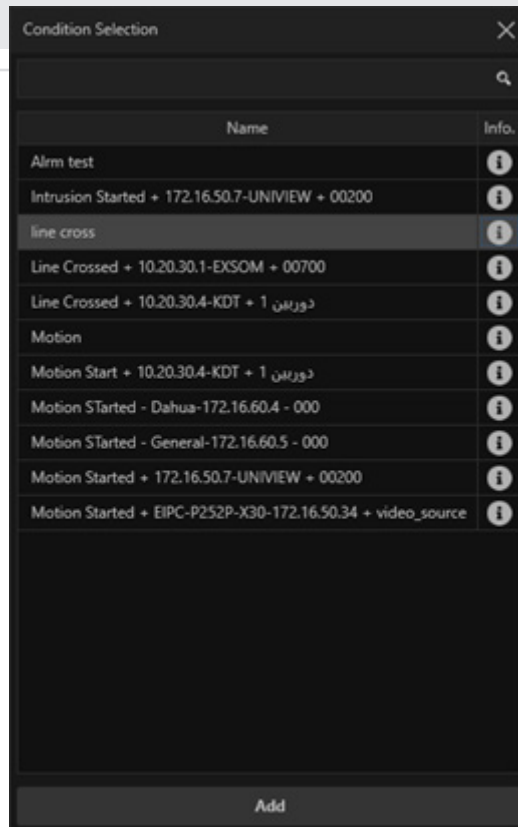 Condition Selection
Name Info.
Alrm test
Intrusion Started + 172.16.50.7-UNIVIEW + 00200
line cross
Line Crossed + 10.20.30.1-EXSOM + 00700
Line Crossed + 10.20.30.4-KDT + 1 دوربین
Motion
Motion Start + 10.20.30.4-KDT + 1 دوربین
Motion STarted - Dahua-172.16.60.4 - 000
Motion STarted - General-172.16.60.5 - 000
Motion Started + 172.16.50.7-UNIVIEW + 00200
Motion Started + EIPC-P252P-X30-172.16.50.34 + video_source
Add